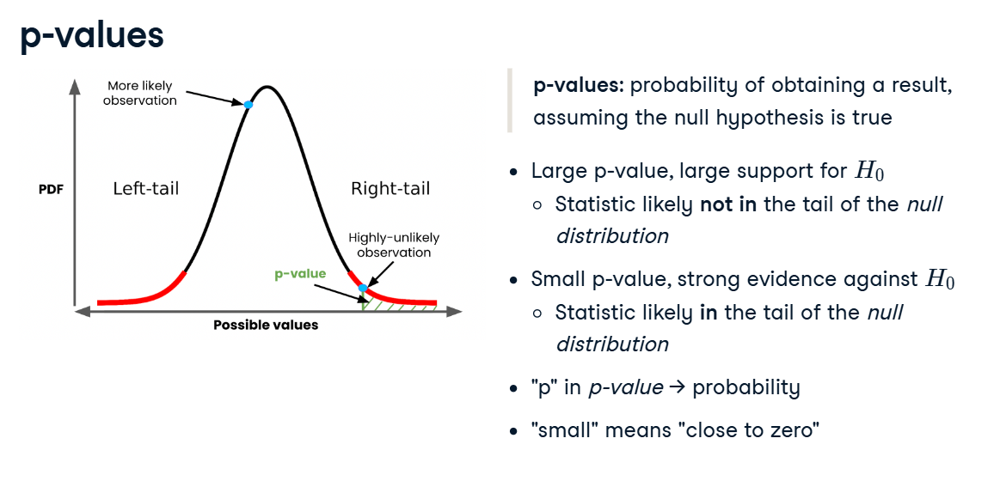 p-values
More likely
observation
PDF
Left-tail
Right-tail
Highly-unlikely
observation
p-value
Possible values
p-values: probability of obtaining a result,
assuming the null hypothesis is true
• Large p-value, large support for H₀
○ Statistic likely not in the tail of the null
distribution
• Small p-value, strong evidence against H₀
○ Statistic likely in the tail of the null
distribution
• "p" in p-value → probability
• "small" means "close to zero"